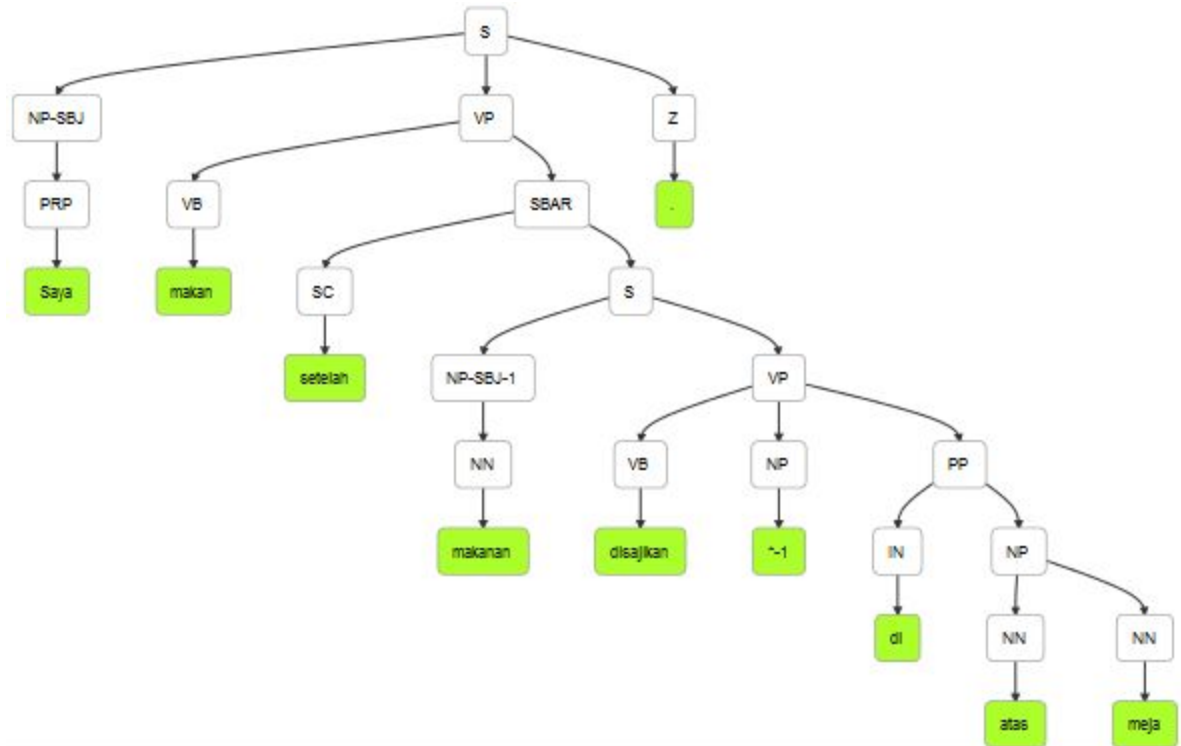 S
NP-SBJ VP Z
PRP VB SBAR .
Saya makan SC S
setelah NP-SBJ-1 VP
NN VB NP PP
makanan disajikan *-1 IN NP
di NN NN
atas meja